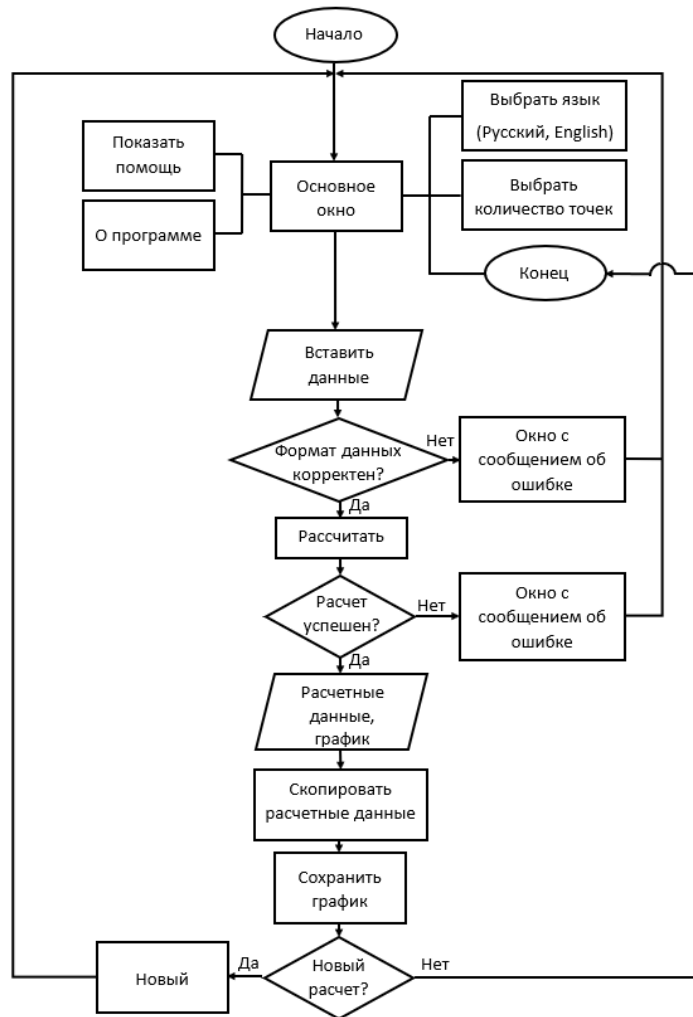 Начало
Выбрать язык
(Русский, English)
Показать
помощь
Основное
окно
Выбрать
количество точек
О программе
Конец
Вставить
данные
Формат данных
корректен?
Нет
Окно с
сообщением об
ошибке
Да
Рассчитать
Расчет
успешен?
Нет
Окно с
сообщением об
ошибке
Да
Расчетные
данные,
график
Скопировать
расчетные данные
Сохранить
график
Новый
расчет?
Да
Новый
Нет